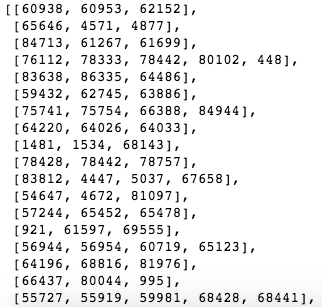 [[60938, 60953, 62152],
[65646, 4571, 4877],
[84713, 61267, 61699],
[76112, 78333, 78442, 80102, 448],
[83638, 86335, 64486],
[59432, 62745, 63886],
[75741, 75754, 66388, 84944],
[64220, 64026, 64033],
[1481, 1534, 68143],
[78428, 78442, 78757],
[83812, 4447, 5037, 67658],
[54647, 4672, 81097],
[57244, 65452, 65478],
[921, 61597, 69555],
[56944, 56954, 60719, 65123],
[64196, 68816, 81976],
[66437, 80044, 995],
[55727, 55919, 59981, 68428, 68441],